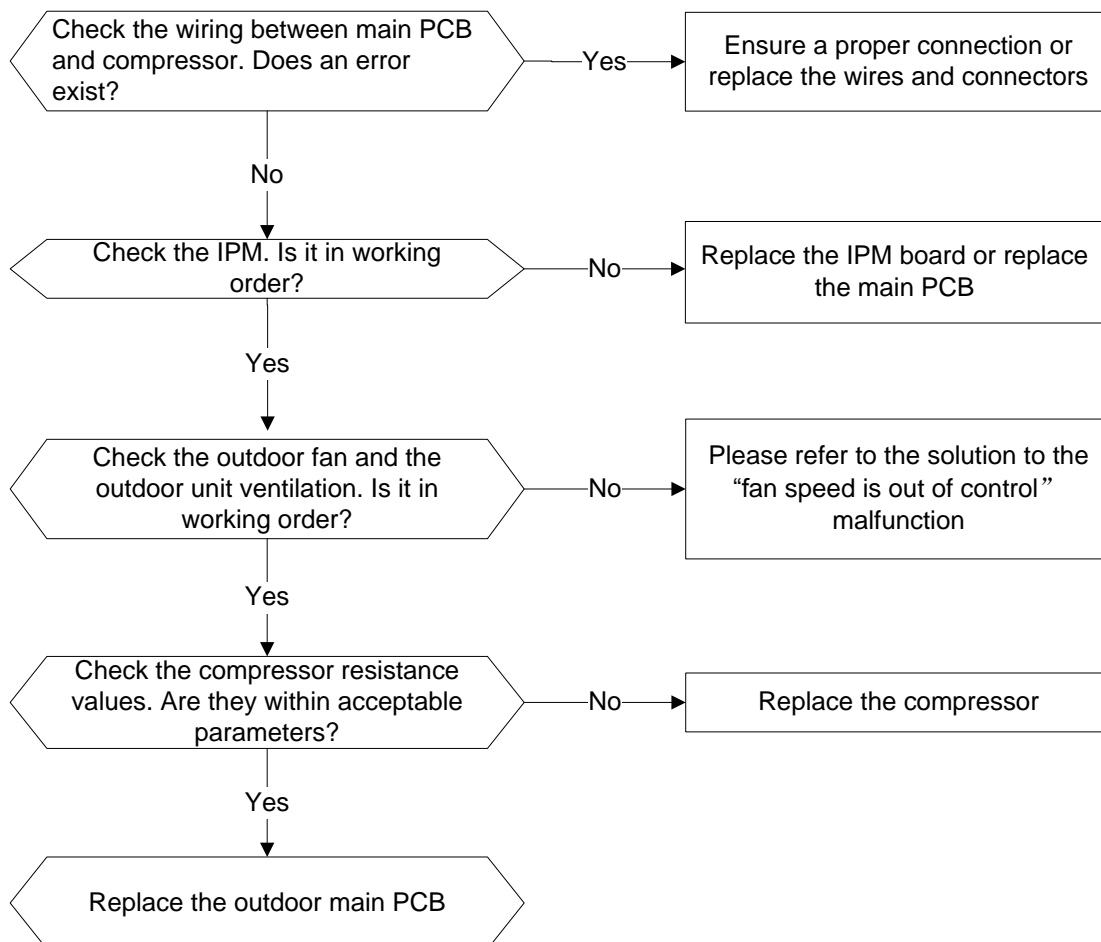 Check the wiring between main PCB
and compressor. Does an error
exist?
Yes
Ensure a proper connection or
replace the wires and connectors
No
Check the IPM. Is it in working
order?
No
Replace the IPM board or replace
the main PCB
Yes
Check the outdoor fan and the
outdoor unit ventilation. Is it in
working order?
No
Please refer to the solution to the
“fan speed is out of control”
malfunction
Yes
Check the compressor resistance
values. Are they within acceptable
parameters?
No
Replace the compressor
Yes
Replace the outdoor main PCB